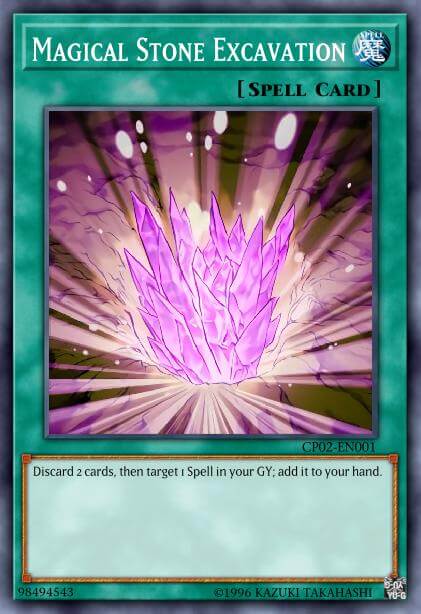 Magical Stone Excavation
SPELL
魔
[Spell Card]
CP02-EN001
Discard 2 cards, then target 1 Spell in your GY; add it to your hand.
98494543
©1996 KAZUKI TAKAHASHI